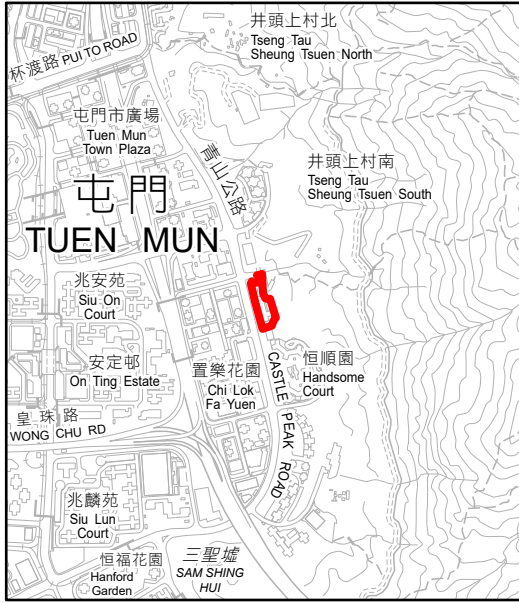 井頭上村北
Tseng Tau
Sheung Tsuen North
杯渡路 PUI TO ROAD
屯門市廣場
Tuen Mun
Town Plaza
青山公路
井頭上村南
Tseng Tau
Sheung Tsuen South
屯門
TUEN MUN
兆安苑
Siu On
Court
安定邨
On Ting Estate
置樂花園
Chi Lok
Fa Yuen
恒順園
Handsome
Court
CASTLE PEAK ROAD
皇珠路
WONG CHU RD
兆麟苑
Siu Lun
Court
恒福花園
Hanford
Garden
三聖墟
SAM SHING
HUI